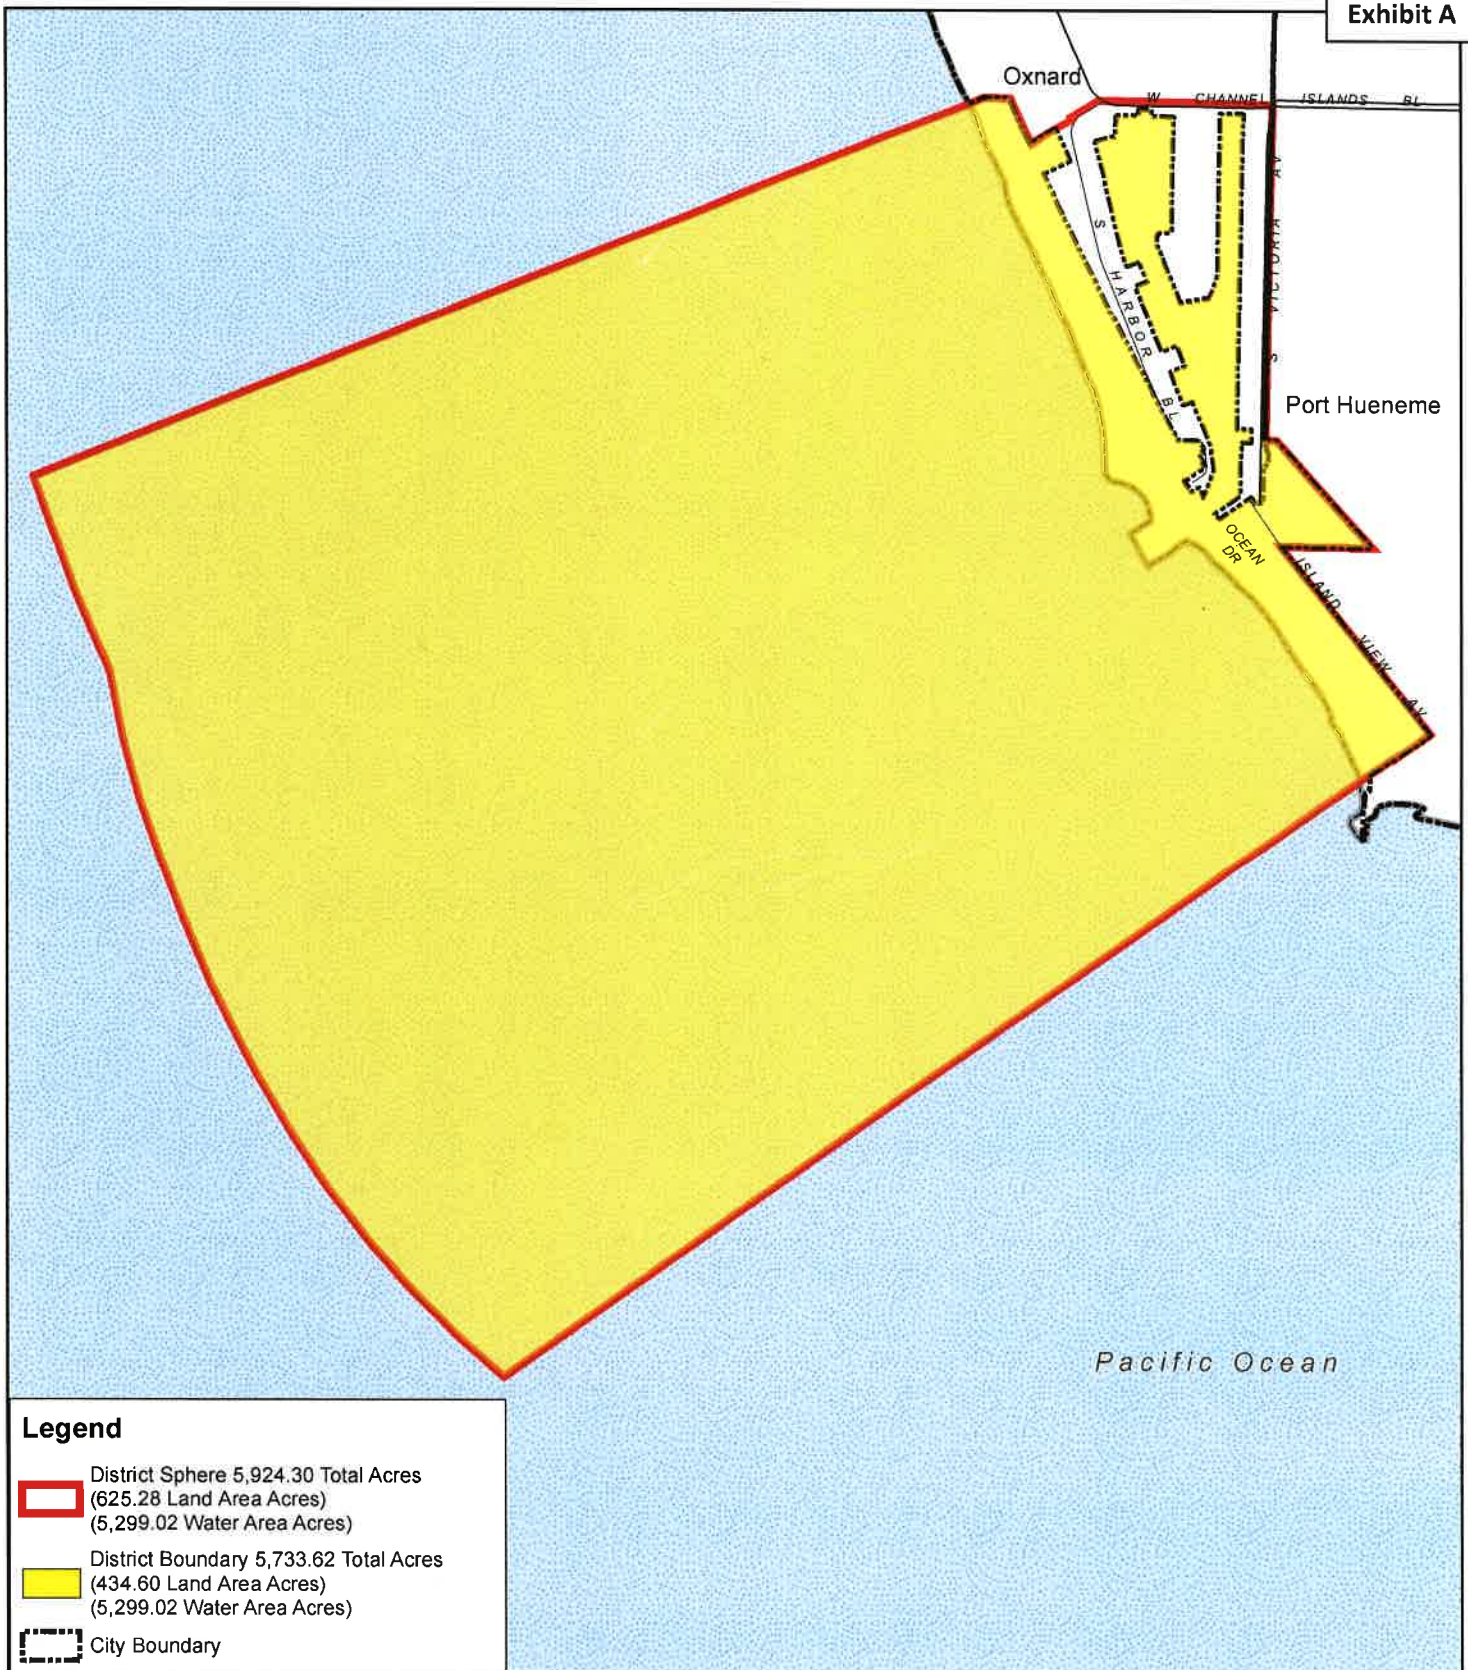 Exhibit A
Oxnard
W CHANNEL ISLANDS BL
S VICTORIA AV
S HARBOR BL
Port Hueneme
OCEAN
DR
ISLAND VIEW AV
Pacific Ocean
Legend
District Sphere 5,924.30 Total Acres
(625.28 Land Area Acres)
(5,299.02 Water Area Acres)
District Boundary 5,733.62 Total Acres
(434.60 Land Area Acres)
(5,299.02 Water Area Acres)
City Boundary